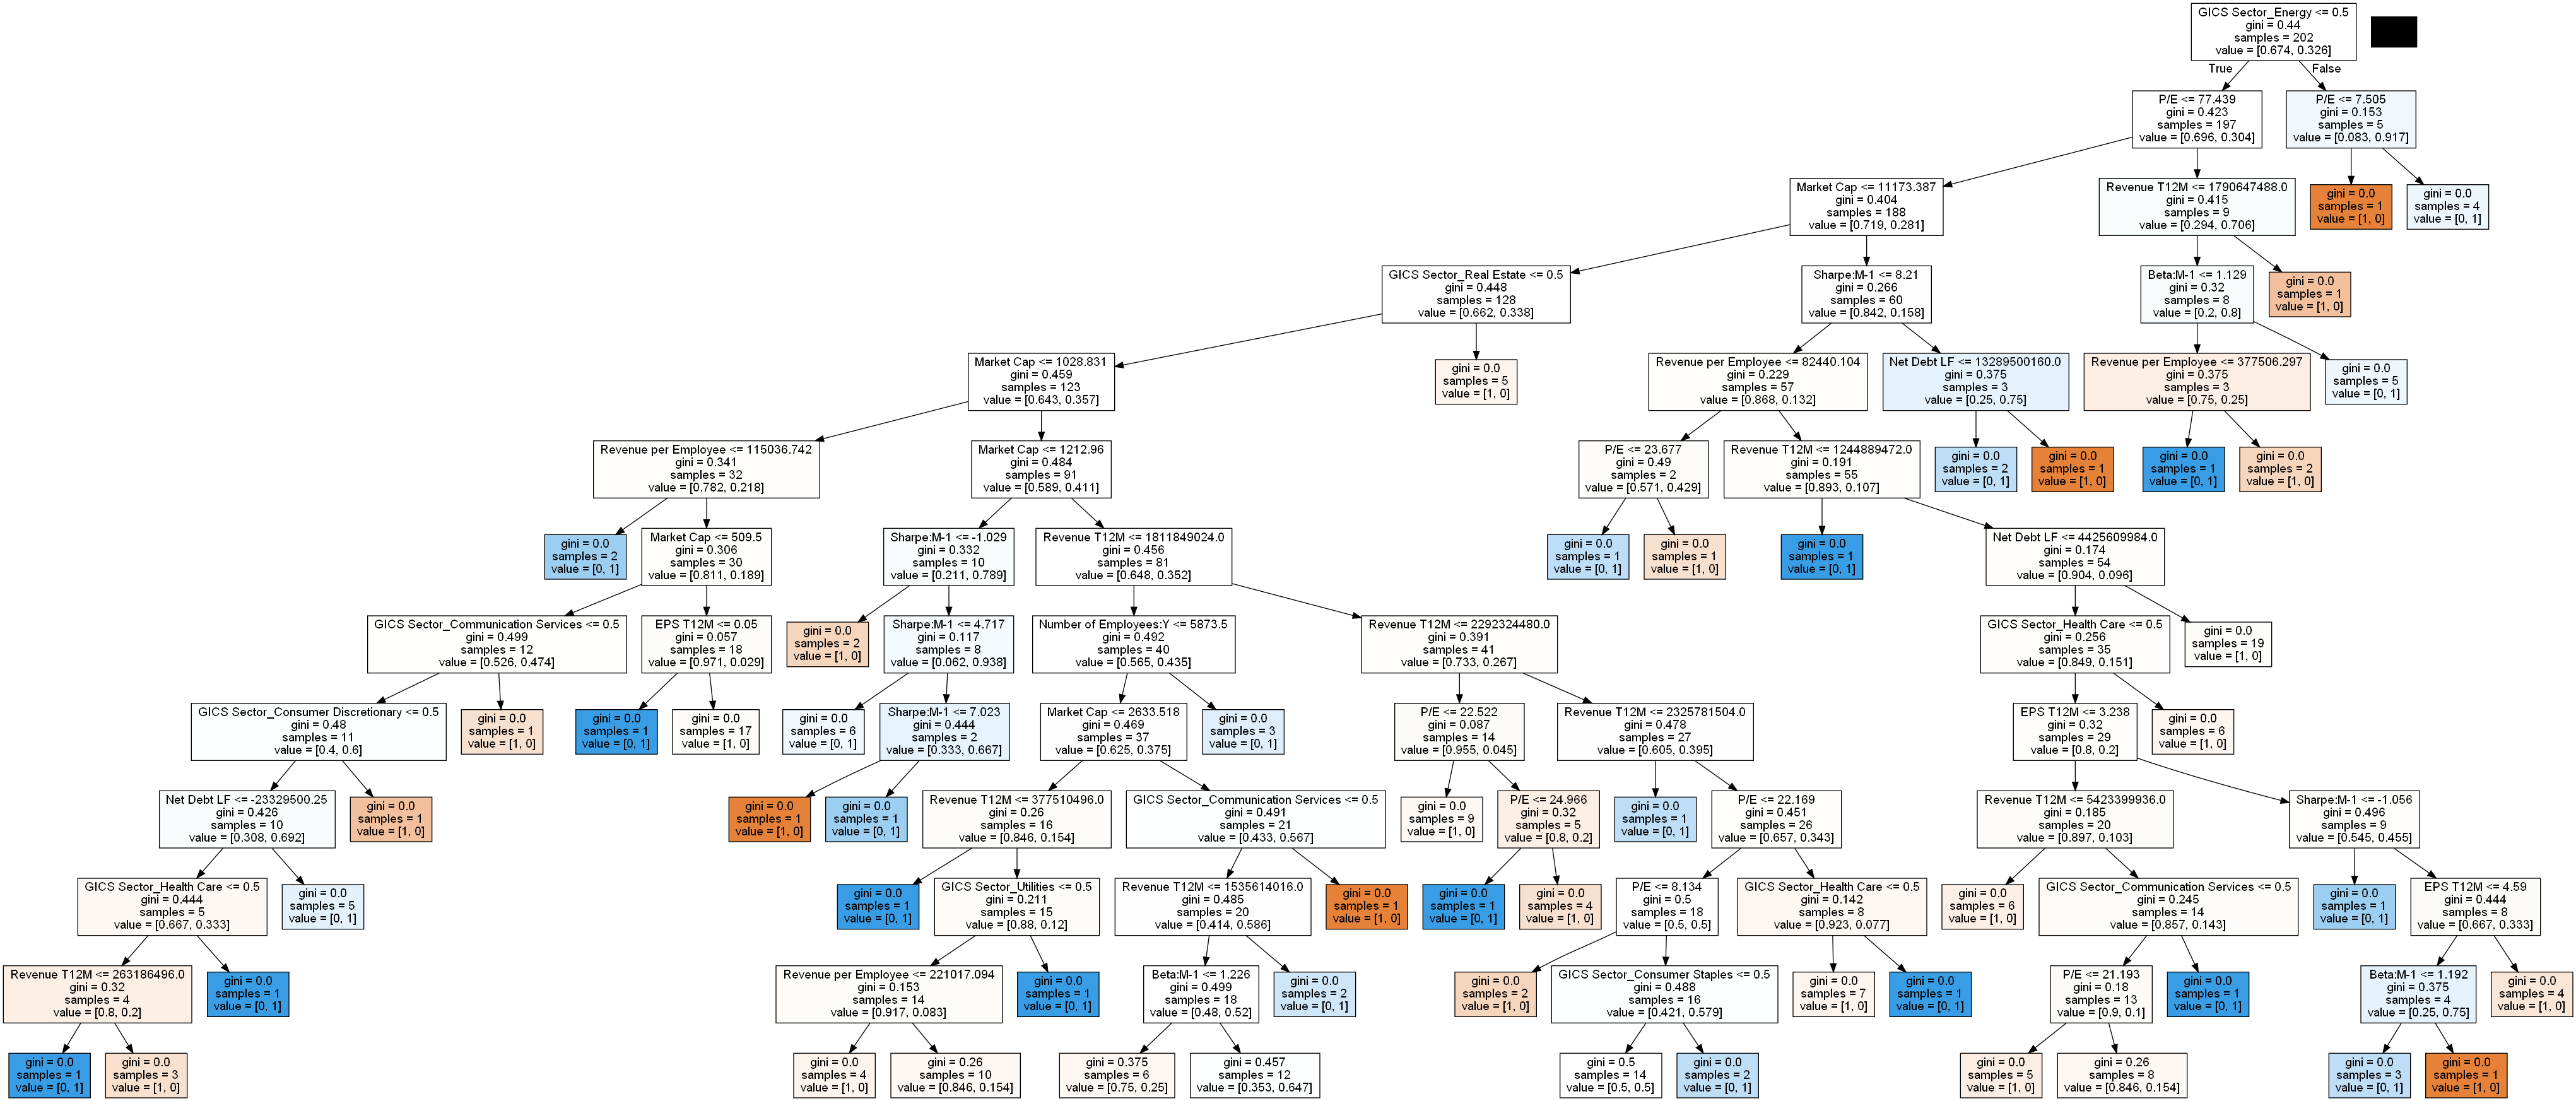 GICS Sector_Energy <= 0.5
gini = 0.44
samples = 202
value = [0.674, 0.326]
True
False
P/E <= 77.439
gini = 0.423
samples = 197
value = [0.696, 0.304]
P/E <= 7.505
gini = 0.153
samples = 5
value = [0.083, 0.917]
Market Cap <= 11173.387
gini = 0.404
samples = 188
value = [0.719, 0.281]
Revenue T12M <= 1790647488.0
gini = 0.415
samples = 9
value = [0.294, 0.706]
gini = 0.0
samples = 1
value = [1, 0]
gini = 0.0
samples = 4
value = [0, 1]
GICS Sector_Real Estate <= 0.5
gini = 0.448
samples = 128
value = [0.662, 0.338]
Sharpe:M-1 <= 8.21
gini = 0.266
samples = 60
value = [0.842, 0.158]
Beta:M-1 <= 1.129
gini = 0.32
samples = 8
value = [0.2, 0.8]
gini = 0.0
samples = 1
value = [1, 0]
Market Cap <= 1028.831
gini = 0.459
samples = 123
value = [0.643, 0.357]
gini = 0.0
samples = 5
value = [1, 0]
Revenue per Employee <= 82440.104
gini = 0.229
samples = 57
value = [0.868, 0.132]
Net Debt LF <= 13289500160.0
gini = 0.375
samples = 3
value = [0.25, 0.75]
Revenue per Employee <= 377506.297
gini = 0.375
samples = 3
value = [0.75, 0.25]
gini = 0.0
samples = 5
value = [0, 1]
Revenue per Employee <= 115036.742
gini = 0.341
samples = 32
value = [0.782, 0.218]
Market Cap <= 1212.96
gini = 0.484
samples = 91
value = [0.589, 0.411]
P/E <= 23.677
gini = 0.49
samples = 2
value = [0.571, 0.429]
Revenue T12M <= 1244889472.0
gini = 0.191
samples = 55
value = [0.893, 0.107]
gini = 0.0
samples = 2
value = [0, 1]
gini = 0.0
samples = 1
value = [1, 0]
gini = 0.0
samples = 1
value = [0, 1]
gini = 0.0
samples = 2
value = [1, 0]
gini = 0.0
samples = 2
value = [0, 1]
Market Cap <= 509.5
gini = 0.306
samples = 30
value = [0.811, 0.189]
Sharpe:M-1 <= -1.029
gini = 0.332
samples = 10
value = [0.211, 0.789]
Revenue T12M <= 1811849024.0
gini = 0.456
samples = 81
value = [0.648, 0.352]
gini = 0.0
samples = 1
value = [0, 1]
gini = 0.0
samples = 1
value = [1, 0]
gini = 0.0
samples = 1
value = [0, 1]
Net Debt LF <= 4425609984.0
gini = 0.174
samples = 54
value = [0.904, 0.096]
GICS Sector_Communication Services <= 0.5
gini = 0.499
samples = 12
value = [0.526, 0.474]
EPS T12M <= 0.05
gini = 0.057
samples = 18
value = [0.971, 0.029]
gini = 0.0
samples = 2
value = [1, 0]
Sharpe:M-1 <= 4.717
gini = 0.117
samples = 8
value = [0.062, 0.938]
Number of Employees:Y <= 5873.5
gini = 0.492
samples = 40
value = [0.565, 0.435]
Revenue T12M <= 2292324480.0
gini = 0.391
samples = 41
value = [0.733, 0.267]
GICS Sector_Health Care <= 0.5
gini = 0.256
samples = 35
value = [0.849, 0.151]
gini = 0.0
samples = 19
value = [1, 0]
GICS Sector_Consumer Discretionary <= 0.5
gini = 0.48
samples = 11
value = [0.4, 0.6]
gini = 0.0
samples = 1
value = [1, 0]
gini = 0.0
samples = 1
value = [0, 1]
gini = 0.0
samples = 17
value = [1, 0]
gini = 0.0
samples = 6
value = [0, 1]
Sharpe:M-1 <= 7.023
gini = 0.444
samples = 2
value = [0.333, 0.667]
Market Cap <= 2633.518
gini = 0.469
samples = 37
value = [0.625, 0.375]
gini = 0.0
samples = 3
value = [0, 1]
P/E <= 22.522
gini = 0.087
samples = 14
value = [0.955, 0.045]
Revenue T12M <= 2325781504.0
gini = 0.478
samples = 27
value = [0.605, 0.395]
EPS T12M <= 3.238
gini = 0.32
samples = 29
value = [0.8, 0.2]
gini = 0.0
samples = 6
value = [1, 0]
Net Debt LF <= -23329500.25
gini = 0.426
samples = 10
value = [0.308, 0.692]
gini = 0.0
samples = 1
value = [1, 0]
gini = 0.0
samples = 1
value = [1, 0]
gini = 0.0
samples = 1
value = [0, 1]
Revenue T12M <= 377510496.0
gini = 0.26
samples = 16
value = [0.846, 0.154]
GICS Sector_Communication Services <= 0.5
gini = 0.491
samples = 21
value = [0.433, 0.567]
gini = 0.0
samples = 9
value = [1, 0]
P/E <= 24.966
gini = 0.32
samples = 5
value = [0.8, 0.2]
gini = 0.0
samples = 1
value = [0, 1]
P/E <= 22.169
gini = 0.451
samples = 26
value = [0.657, 0.343]
Revenue T12M <= 5423399936.0
gini = 0.185
samples = 20
value = [0.897, 0.103]
Sharpe:M-1 <= -1.056
gini = 0.496
samples = 9
value = [0.545, 0.455]
GICS Sector_Health Care <= 0.5
gini = 0.444
samples = 5
value = [0.667, 0.333]
gini = 0.0
samples = 5
value = [0, 1]
gini = 0.0
samples = 1
value = [0, 1]
GICS Sector_Utilities <= 0.5
gini = 0.211
samples = 15
value = [0.88, 0.12]
Revenue T12M <= 1535614016.0
gini = 0.485
samples = 20
value = [0.414, 0.586]
gini = 0.0
samples = 1
value = [1, 0]
gini = 0.0
samples = 1
value = [0, 1]
gini = 0.0
samples = 4
value = [1, 0]
P/E <= 8.134
gini = 0.5
samples = 18
value = [0.5, 0.5]
GICS Sector_Health Care <= 0.5
gini = 0.142
samples = 8
value = [0.923, 0.077]
gini = 0.0
samples = 6
value = [1, 0]
GICS Sector_Communication Services <= 0.5
gini = 0.245
samples = 14
value = [0.857, 0.143]
gini = 0.0
samples = 1
value = [0, 1]
EPS T12M <= 4.59
gini = 0.444
samples = 8
value = [0.667, 0.333]
Revenue T12M <= 263186496.0
gini = 0.32
samples = 4
value = [0.8, 0.2]
gini = 0.0
samples = 1
value = [0, 1]
Revenue per Employee <= 221017.094
gini = 0.153
samples = 14
value = [0.917, 0.083]
gini = 0.0
samples = 1
value = [0, 1]
Beta:M-1 <= 1.226
gini = 0.499
samples = 18
value = [0.48, 0.52]
gini = 0.0
samples = 2
value = [0, 1]
gini = 0.0
samples = 2
value = [1, 0]
GICS Sector_Consumer Staples <= 0.5
gini = 0.488
samples = 16
value = [0.421, 0.579]
gini = 0.0
samples = 7
value = [1, 0]
gini = 0.0
samples = 1
value = [0, 1]
P/E <= 21.193
gini = 0.18
samples = 13
value = [0.9, 0.1]
gini = 0.0
samples = 1
value = [0, 1]
Beta:M-1 <= 1.192
gini = 0.375
samples = 4
value = [0.25, 0.75]
gini = 0.0
samples = 4
value = [1, 0]
gini = 0.0
samples = 1
value = [0, 1]
gini = 0.0
samples = 3
value = [1, 0]
gini = 0.0
samples = 4
value = [1, 0]
gini = 0.26
samples = 10
value = [0.846, 0.154]
gini = 0.375
samples = 6
value = [0.75, 0.25]
gini = 0.457
samples = 12
value = [0.353, 0.647]
gini = 0.5
samples = 14
value = [0.5, 0.5]
gini = 0.0
samples = 2
value = [0, 1]
gini = 0.0
samples = 5
value = [1, 0]
gini = 0.26
samples = 8
value = [0.846, 0.154]
gini = 0.0
samples = 3
value = [0, 1]
gini = 0.0
samples = 1
value = [1, 0]